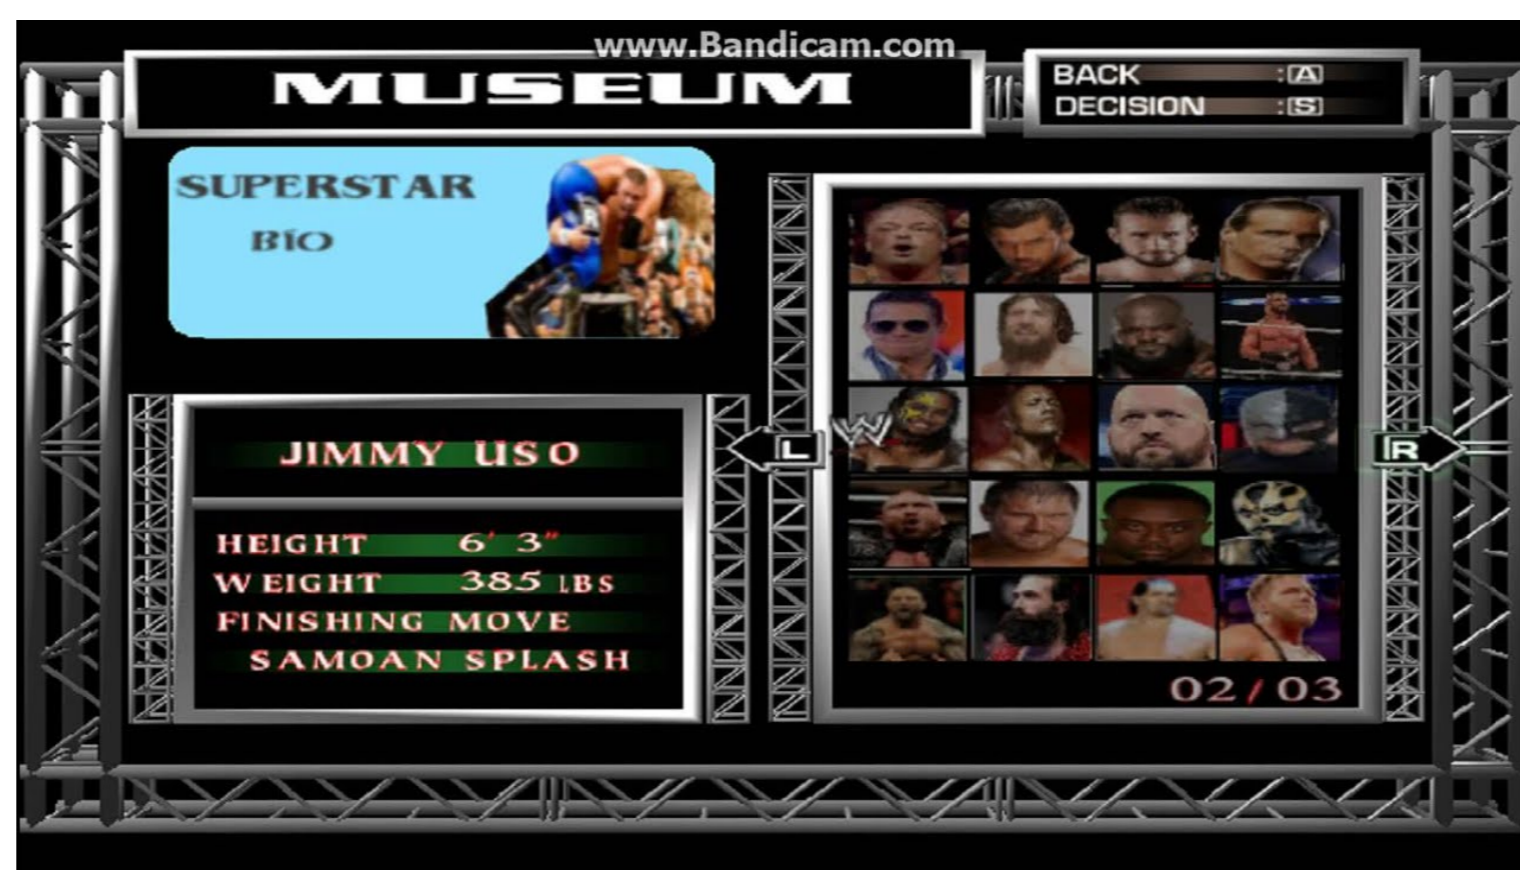 www.Bandicam.com
MUSEUM
BACK :A
DECISION :S
SUPERSTAR
BIO
JIMMY USO
HEIGHT 6' 3"
WEIGHT 385 LBS
FINISHING MOVE
SAMOAN SPLASH
L
W
R
02/03